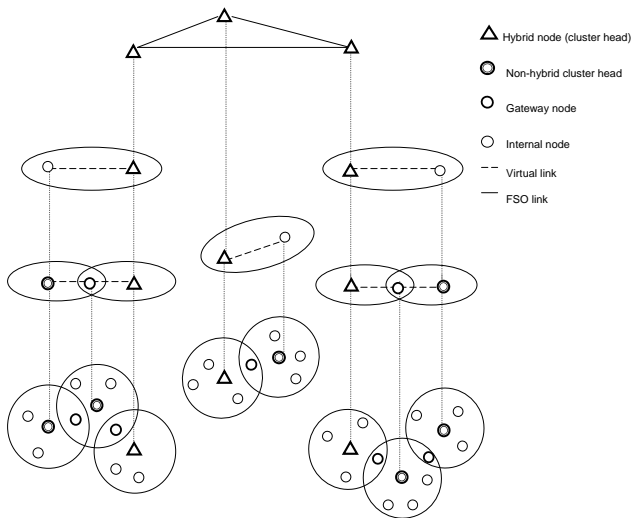 Hybrid node (cluster head)
Non-hybrid cluster head
Gateway node
Internal node
Virtual link
FSO link